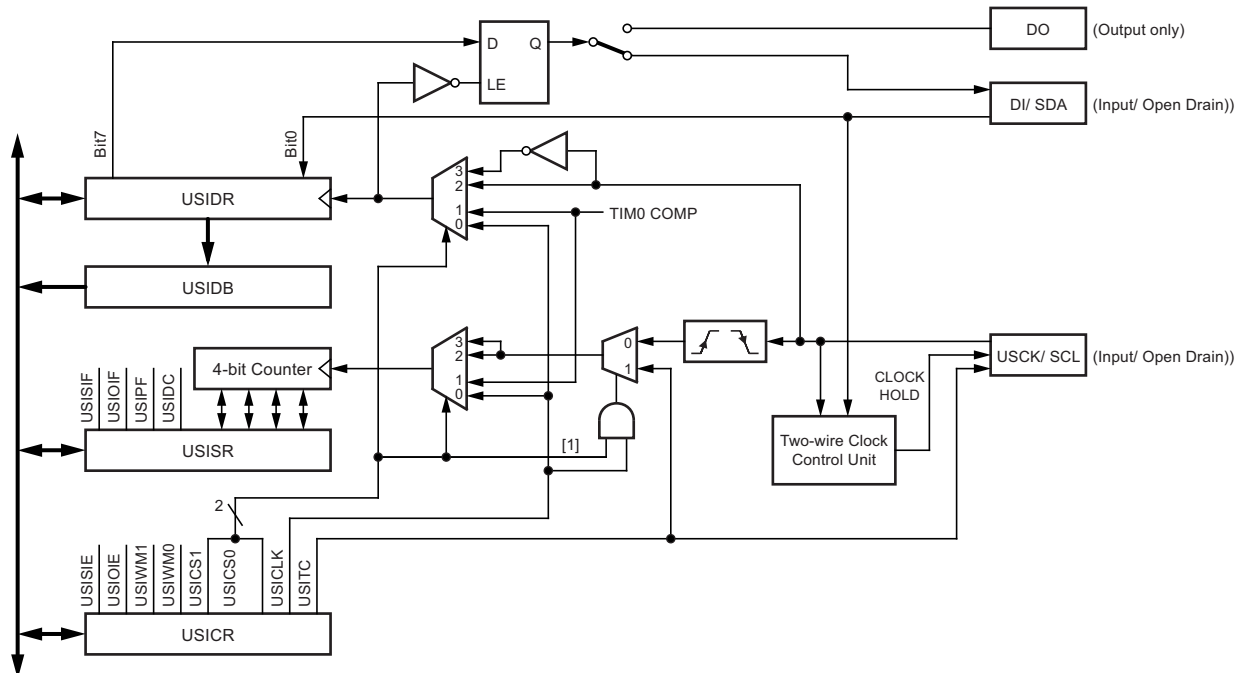 DO (Output only)
D Q
LE
DI/ SDA (Input/ Open Drain))
Bit7
Bit0
3
2
1
0
USIDR
TIM0 COMP
USIDB
3
2
1
0
0
1
4-bit Counter
USCK/ SCL (Input/ Open Drain))
CLOCK
HOLD
USISIF
USIOIF
USIPF
USIDC
[1]
Two-wire Clock
Control Unit
USISR
2
USISIE
USIOIE
USIWM1
USIWM0
USICS1
USICS0
USICLK
USITC
USICR